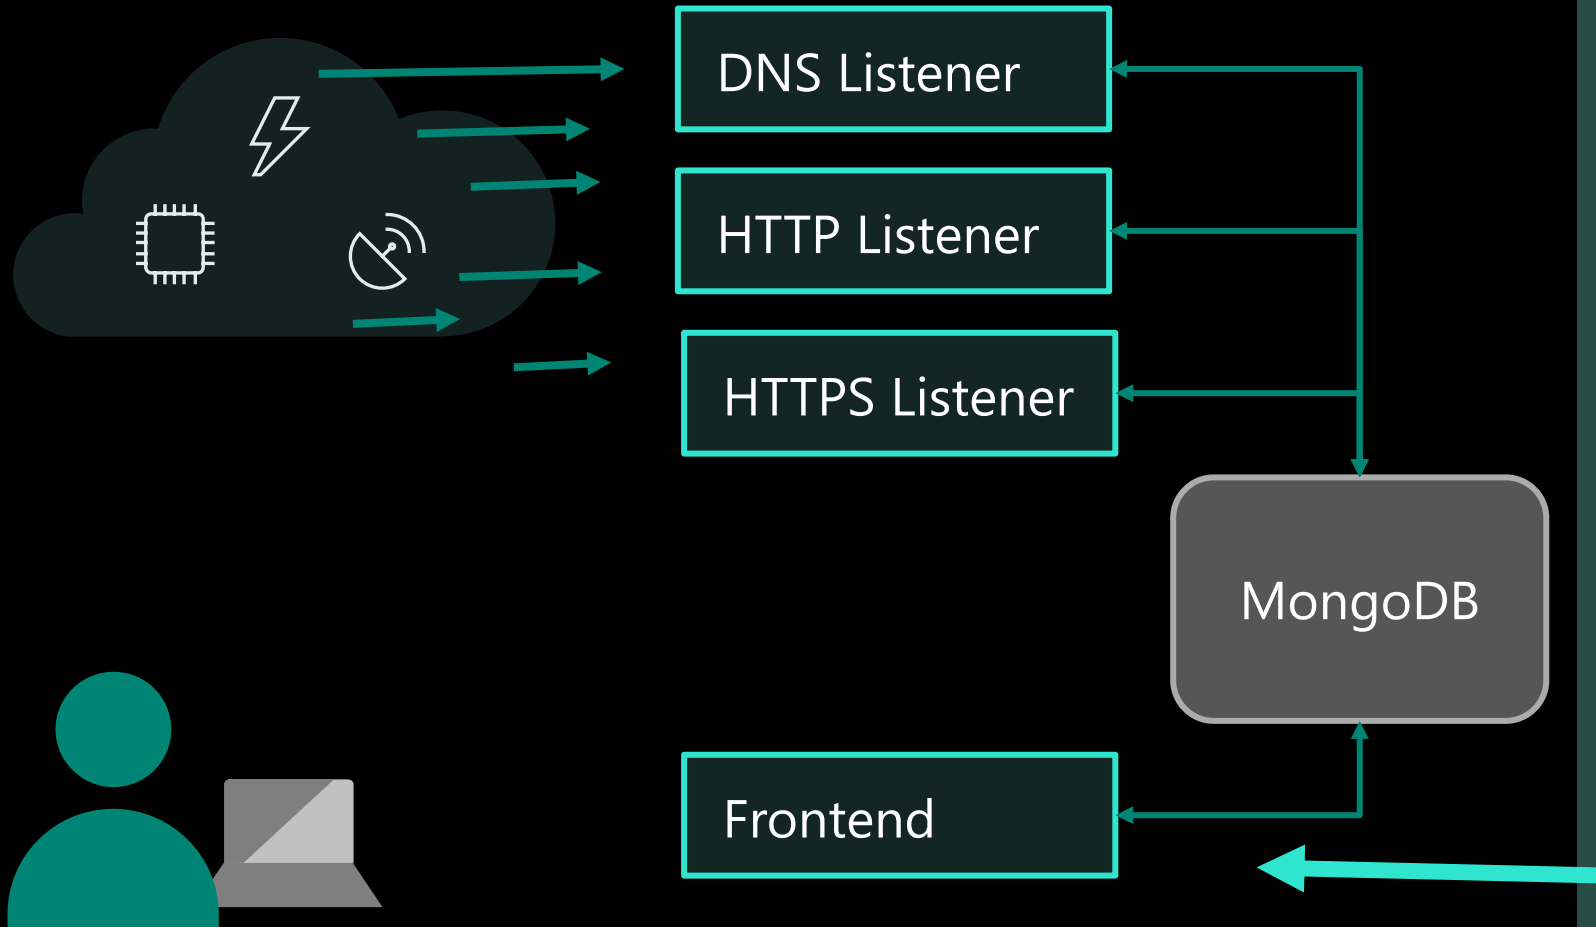 DNS Listener
HTTP Listener
HTTPS Listener
MongoDB
Frontend